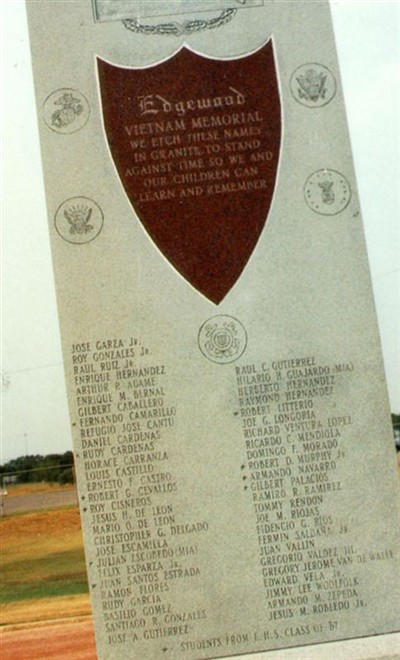 Edgewood
VIETNAM MEMORIAL
WE ETCH THESE NAMES
IN GRANITE TO STAND
AGAINST TIME SO WE AND
OUR CHILDREN CAN
LEARN AND REMEMBER
JOSE GARZA JR.
ROY GONZALES JR.
RAUL RUIZ JR.
ENRIQUE HERNANDEZ
ARTHUR P. ADAME
ENRIQUE M. BERNAL
GILBERT CABALLERO
* FERNANDO CAMARILLO
REFUGIO JOSE CANTU
DANIEL CARDENAS
* RUDY CARDENAS
HORACE CARRANZA
LOUIS CASTILLO
ERNESTO F. CASTRO
* ROBERT G. CEVALLOS
* ROY CISNEROS
JESUS H. DE LEON
MARIO O. DE LEON
CHRISTOPHER G. DELGADO
JOSE ESCAMILLA
* JULIAN ESCOBEDO (MIA)
FELIX ESPARZA JR.
* JUAN SANTOS ESTRADA
RAMON FLORES
RUDY GARCIA
BASILIO GOMEZ
SANTIAGO R. GONZALES
JOSE A. GUTIERREZ
RAUL C. GUTIERREZ
HILARIO H. GUAJARDO (MIA)
HERIBERTO HERNANDEZ
RAYMOND HERNANDEZ
* ROBERT LITTERIO
JOE G. LONGORIA
RICHARD VENTURA LOPEZ
RICARDO C. MENDIOLA
DOMINGO F. MORADO
* ROBERT D. MURPHY JR.
* ARMANDO NAVARRO
* GILBERT PALACIOS
RAMIRO R. RAMIREZ
TOMMY RENDON
JOE M. RIOJAS
FIDENCIO G. RIOS
FERMIN SALDAÑA JR.
JUAN VALLIN
GREGORIO VALDEZ III
GREGORY JEROME VAN DE WALLE
EDWARD VELA JR.
JIMMY LEE WOOLFOLK
ARMANDO M. ZEPEDA
JESUS M. ROBLEDO JR.
* STUDENTS FROM E.H.S. CLASS OF 67